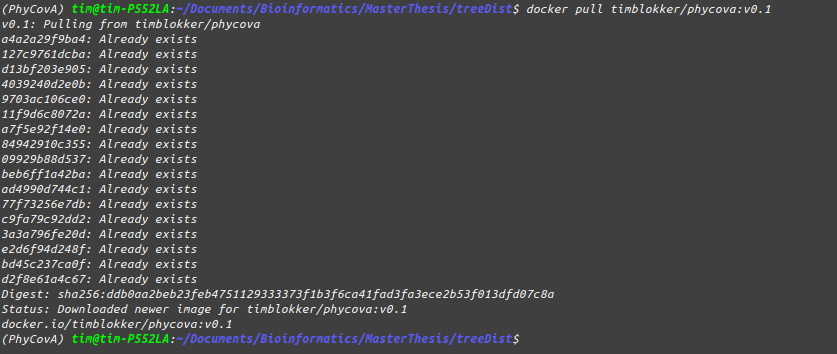 (PhyCovA) tim@tim-P552LA:~/Documents/Bioinformatics/MasterThesis/treeDist$ docker pull timblokker/phycova:v0.1
v0.1: Pulling from timblokker/phycova
a4a2a29f9ba4: Already exists
127c9761dcba: Already exists
d13bf203e905: Already exists
4039240d2e0b: Already exists
9703ac106ce0: Already exists
11f9d6c8072a: Already exists
a7f5e92f14e0: Already exists
84942910c355: Already exists
09929b88d537: Already exists
beb6ff1a42ba: Already exists
ad4990d744c1: Already exists
77f73256e7db: Already exists
c9fa79c92dd2: Already exists
3a3a796fe20d: Already exists
e2d6f94d248f: Already exists
bd45c237ca0f: Already exists
d2f8e61a4c67: Already exists
Digest: sha256:ddb0aa2beb23feb4751129333373f1b3f6ca41fad3fa3ece2b53f013dfd07c8a
Status: Downloaded newer image for timblokker/phycova:v0.1
docker.io/timblokker/phycova:v0.1
(PhyCovA) tim@tim-P552LA:~/Documents/Bioinformatics/MasterThesis/treeDist$